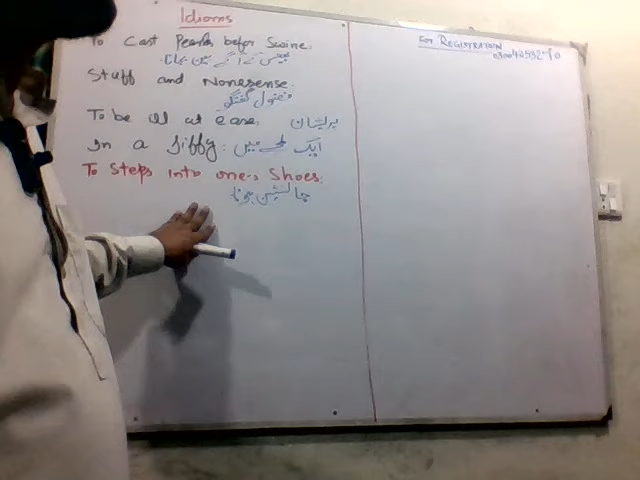 Idioms
To Cast Pearls befor Swine.
بھینس کے آگے بین بجانا
Stuff and Nonesense.
فضول گفتگو
To be Ill at ease. پریشان
In a Jiffy: ایک لمحے میں
To Steps into one,s Shoes.
جانشین ہونا
For REGISTRATION